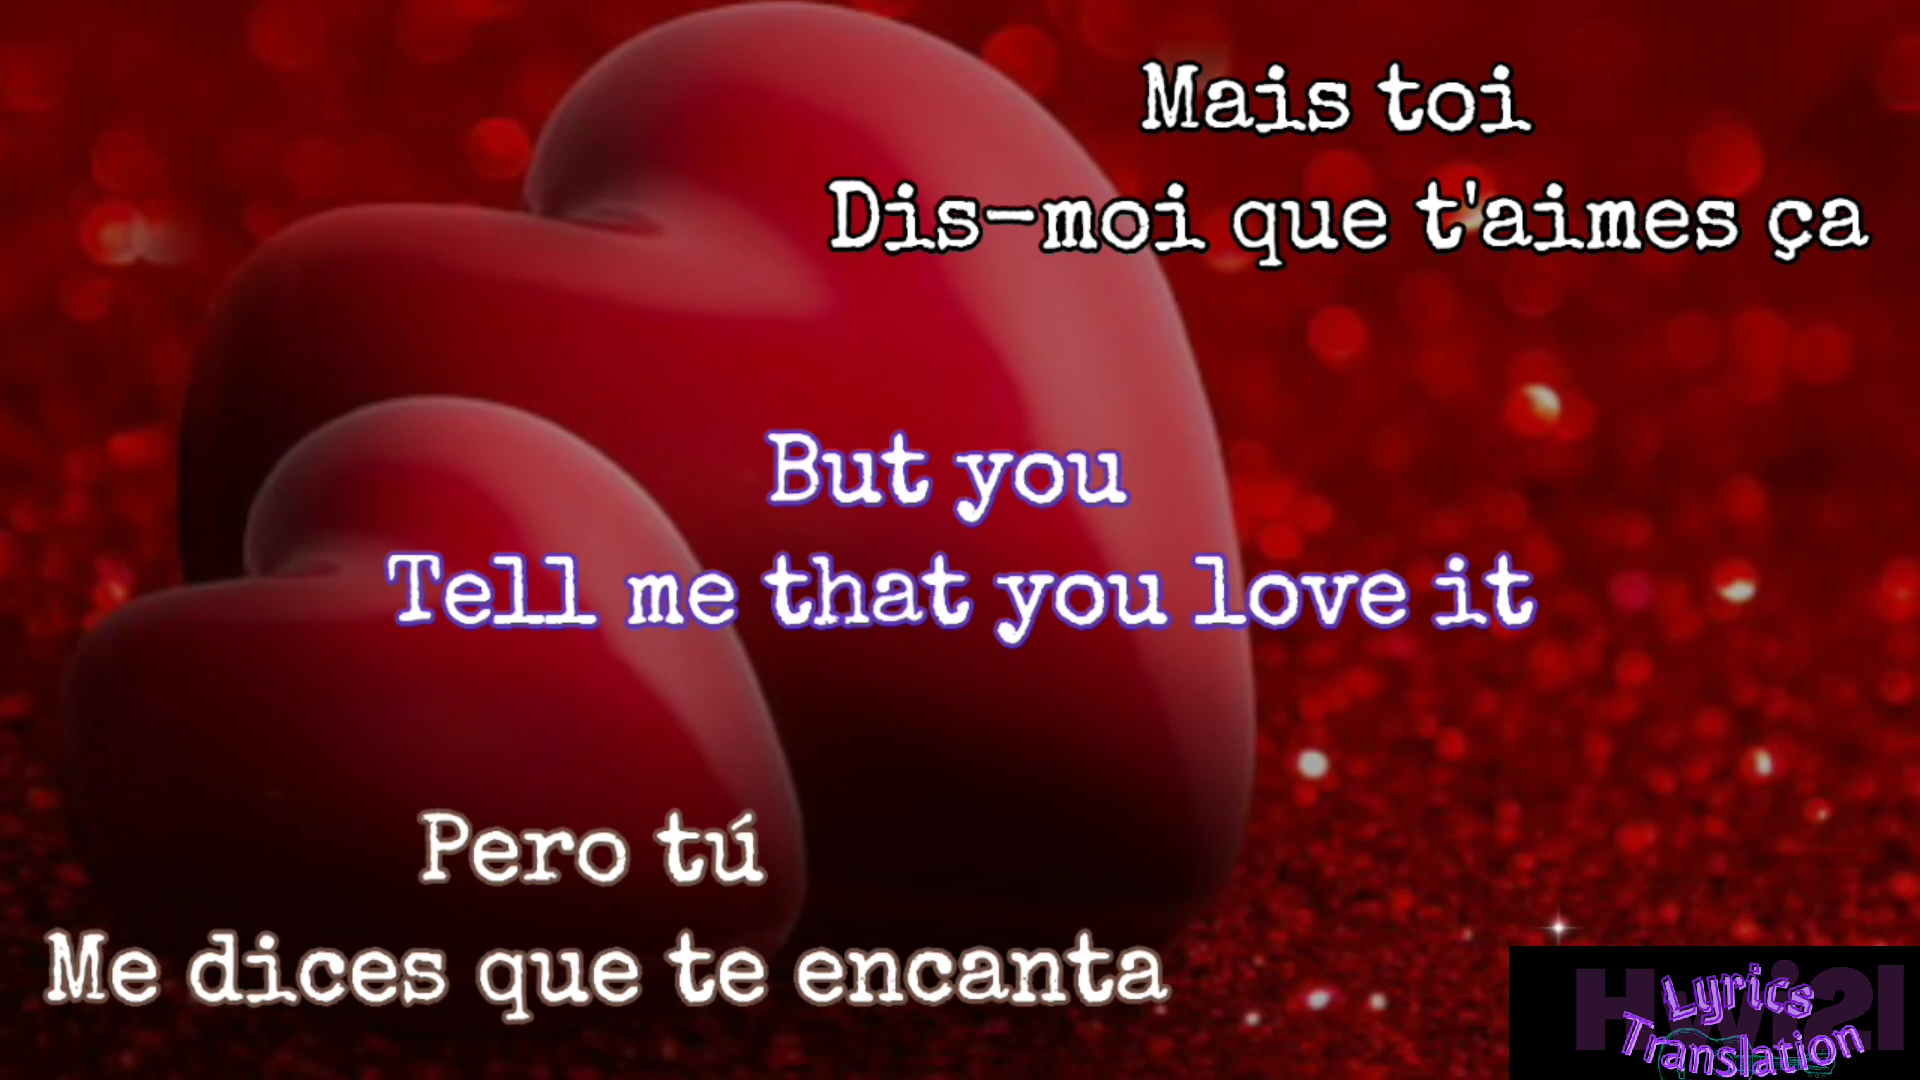 Mais toi
Dis-moi que t'aimes ça
But you
Tell me that you love it
Pero tú
Me dices que te encanta
Lyrics
Translation